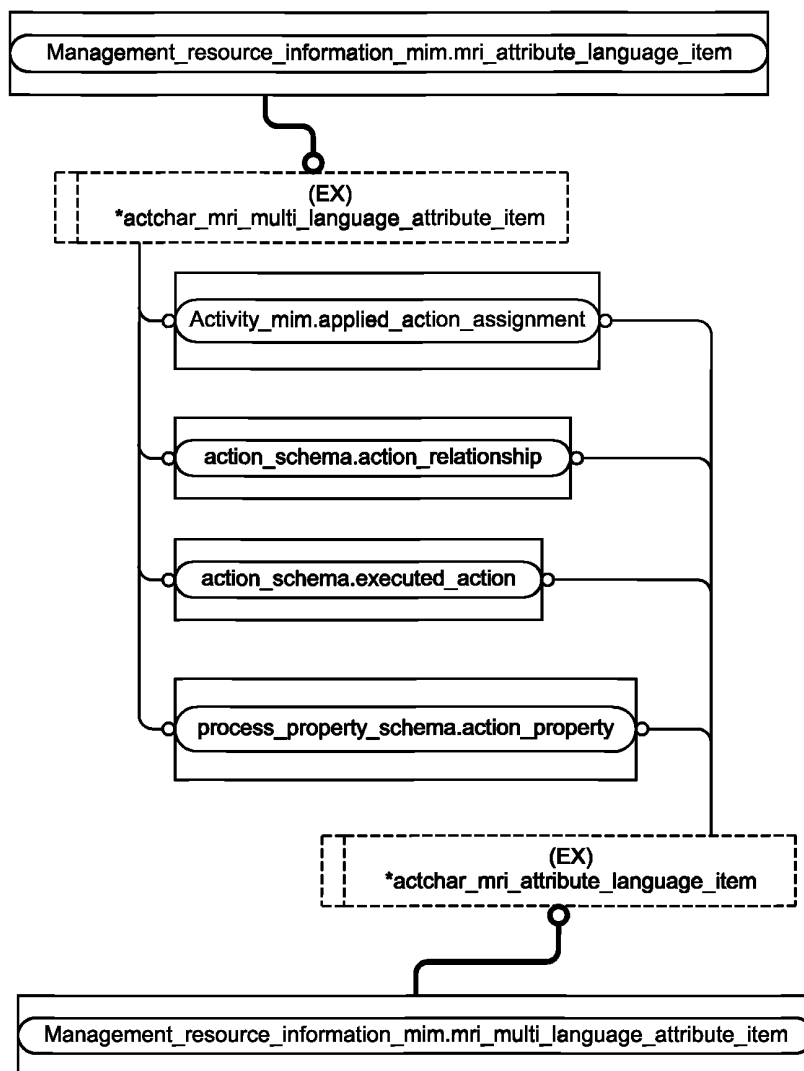 Management_resource_information_mim.mri_attribute_language_item
(EX)
*actchar_mri_multi_language_attribute_item
Activity_mim.applied_action_assignment
action_schema.action_relationship
action_schema.executed_action
process_property_schema.action_property
(EX)
*actchar_mri_attribute_language_item
Management_resource_information_mim.mri_multi_language_attribute_item